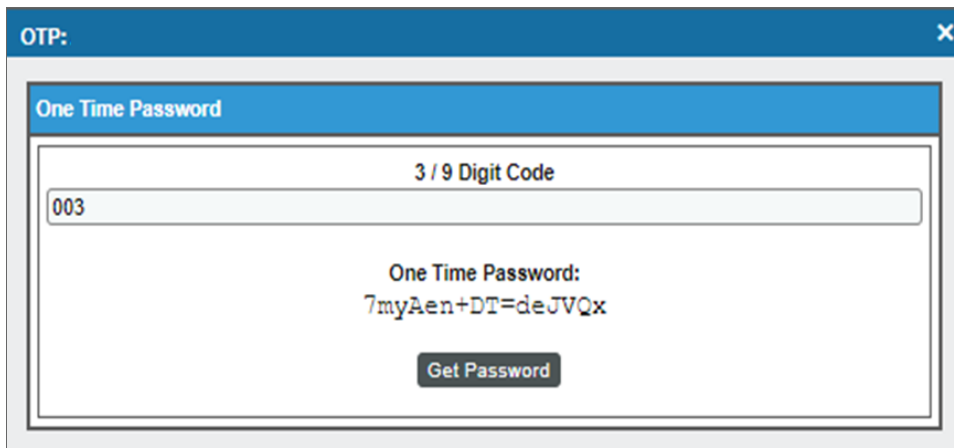 OTP:
One Time Password
3 / 9 Digit Code
003
One Time Password:
7myAen+DT=deJVQx
Get Password